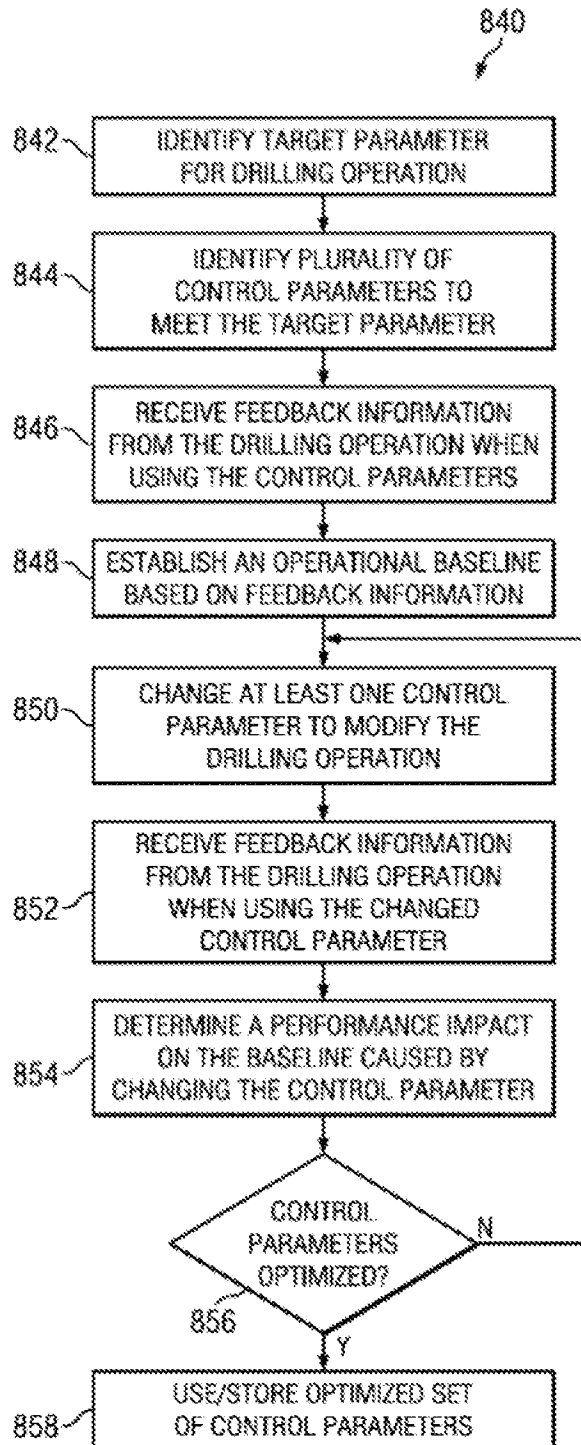 840
842
IDENTIFY TARGET PARAMETER
FOR DRILLING OPERATION
844
IDENTIFY PLURALITY OF
CONTROL PARAMETERS TO
MEET THE TARGET PARAMETER
846
RECEIVE FEEDBACK INFORMATION
FROM THE DRILLING OPERATION WHEN
USING THE CONTROL PARAMETERS
848
ESTABLISH AN OPERATIONAL BASELINE
BASED ON FEEDBACK INFORMATION
850
CHANGE AT LEAST ONE CONTROL
PARAMETER TO MODIFY THE
DRILLING OPERATION
852
RECEIVE FEEDBACK INFORMATION
FROM THE DRILLING OPERATION
WHEN USING THE CHANGED
CONTROL PARAMETER
854
DETERMINE A PERFORMANCE IMPACT
ON THE BASELINE CAUSED BY
CHANGING THE CONTROL PARAMETER
CONTROL
PARAMETERS
OPTIMIZED?
N
856
Y
858
USE/STORE OPTIMIZED SET
OF CONTROL PARAMETERS